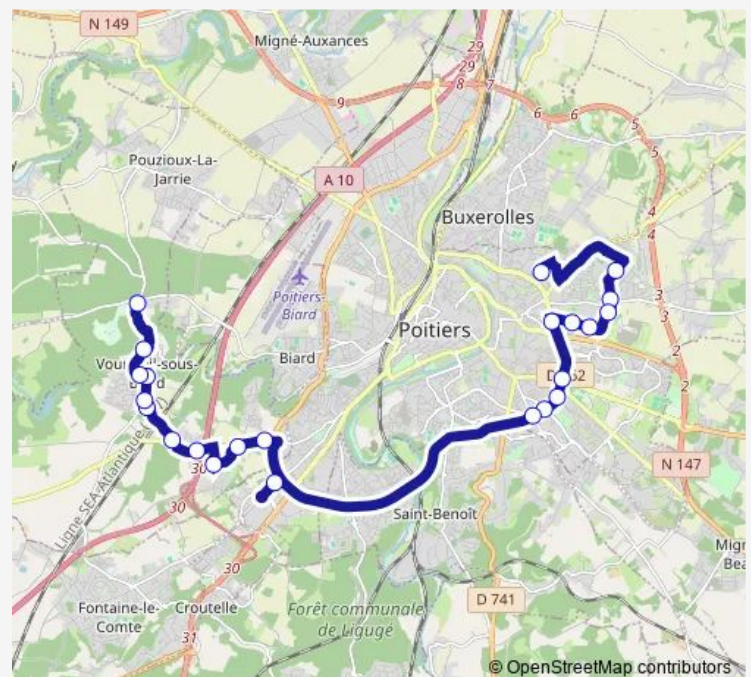 N 149
Migné-Auxances
29
29
7
8
9
6
6
5
5
Pouzioux-La-
Jarrie
A 10
Buxerolles
4
4
Poitiers-
Biard
3
3
Poitiers
Biard
2
2
N 147
30
Ligne-SEA-Atlantique
30
Saint-Benoît
30
Fontaine-le-
Comte
Croutelle
31
Forêt communale
de Ligugé
D 741
© OpenStreetMap contributors